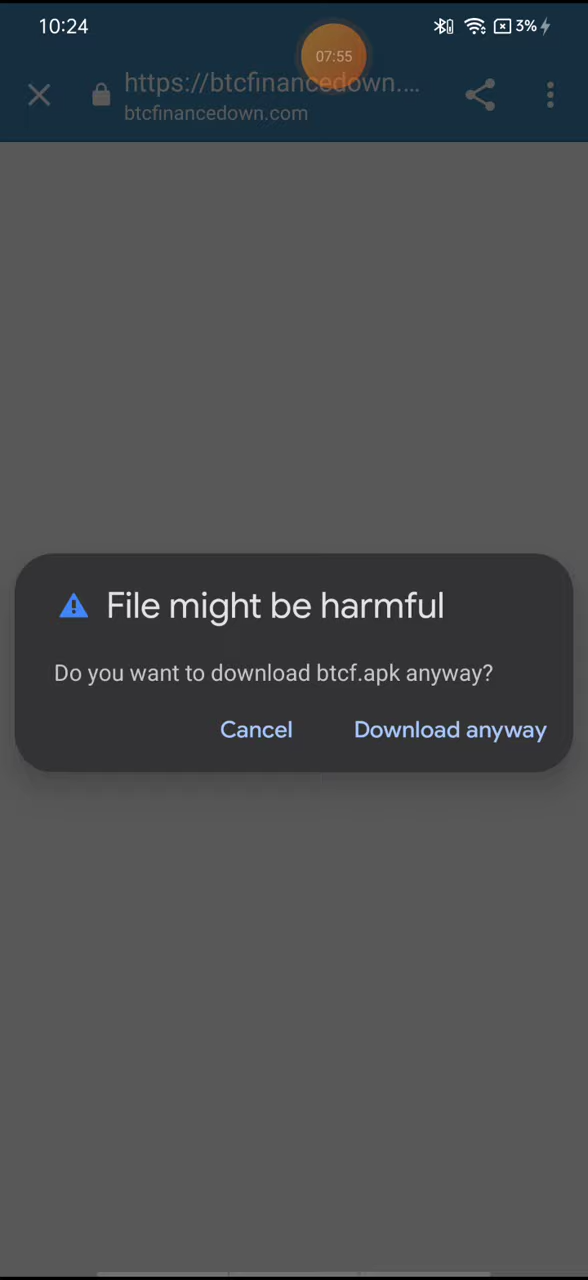 10:24
3%
07:55
https://btcfinancedown....
btcfinancedown.com
File might be harmful
Do you want to download btcf.apk anyway?
Cancel
Download anyway